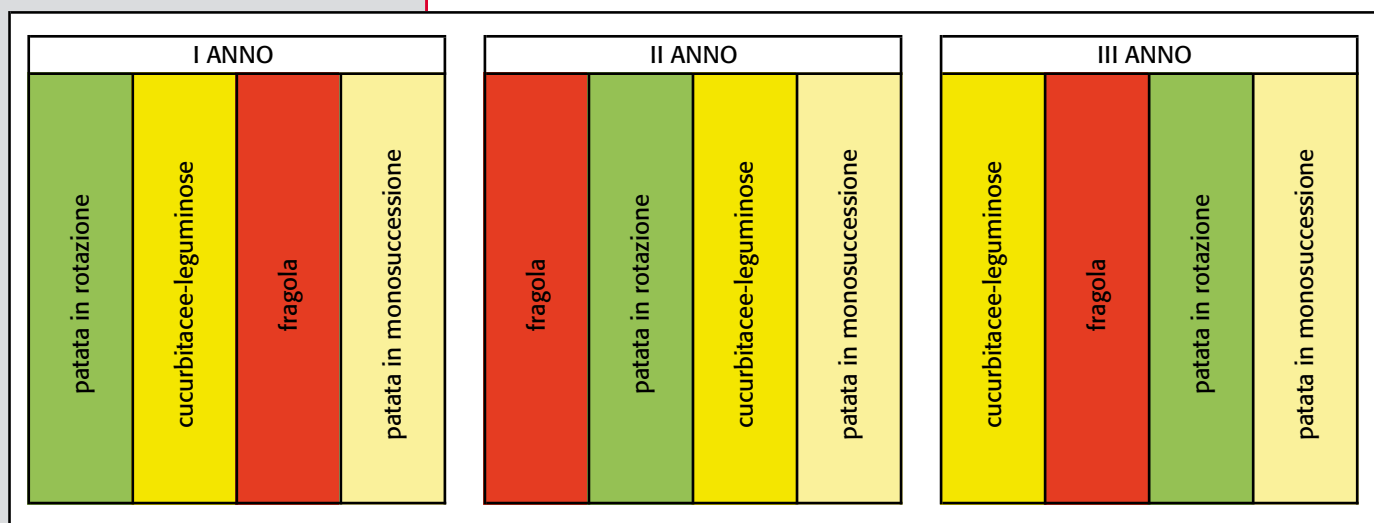 I ANNO
patata in rotazione
cucurbitacee-leguminose
fragola
patata in monosuccessione
II ANNO
fragola
patata in rotazione
cucurbitacee-leguminose
patata in monosuccessione
III ANNO
cucurbitacee-leguminose
fragola
patata in rotazione
patata in monosuccessione